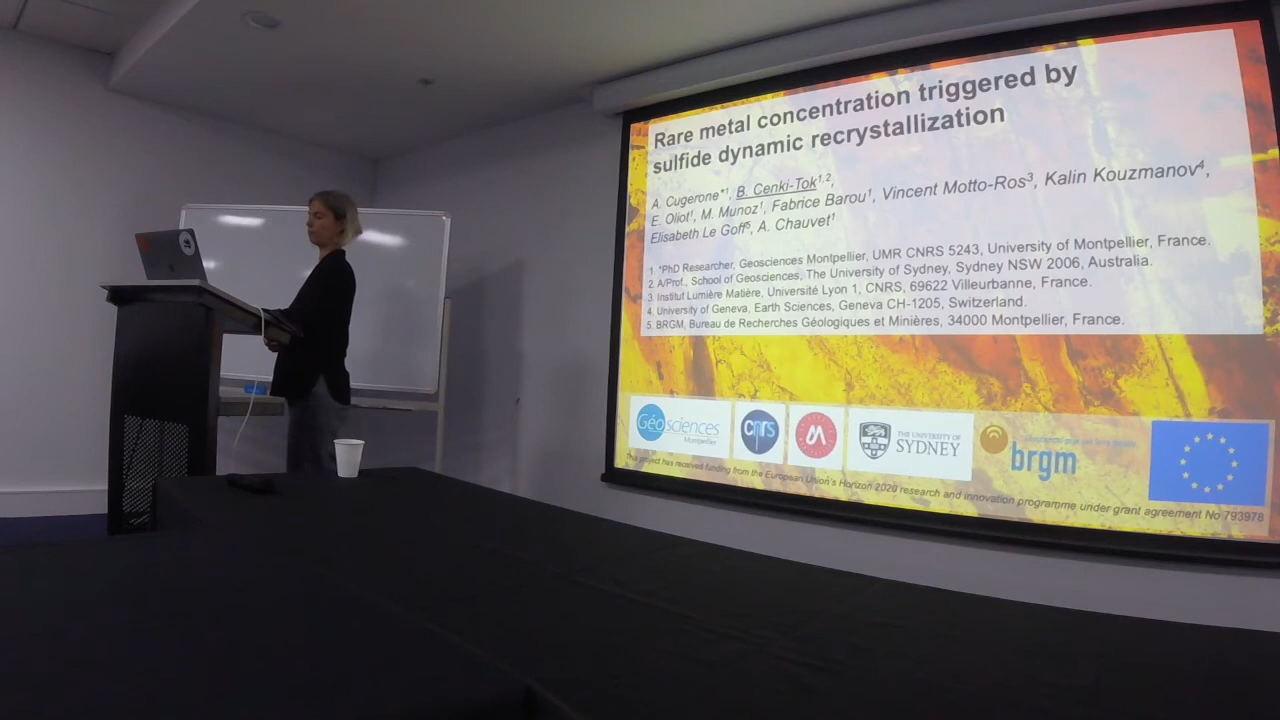 Rare metal concentration triggered by
sulfide dynamic recrystallization
A. Cugerone*¹, B. Cenki-Tok¹,²,
E. Oliot¹, M. Munoz¹, Fabrice Barou¹, Vincent Motto-Ros³, Kalin Kouzmanov⁴,
Elisabeth Le Goff⁵, A. Chauvet¹
1. *PhD Researcher, Geosciences Montpellier, UMR CNRS 5243, University of Montpellier, France.
2. A/Prof., School of Geosciences, The University of Sydney, Sydney NSW 2006, Australia.
3. Institut Lumière Matière, Université Lyon 1, CNRS, 69622 Villeurbanne, France.
4. University of Geneva, Earth Sciences, Geneva CH-1205, Switzerland.
5. BRGM, Bureau de Recherches Géologiques et Minières, 34000 Montpellier, France.
Géosciences
Montpellier
cnrs
THE UNIVERSITY OF
SYDNEY
brgm
This project has received funding from the European Union's Horizon 2020 research and innovation programme under grant agreement No 793978